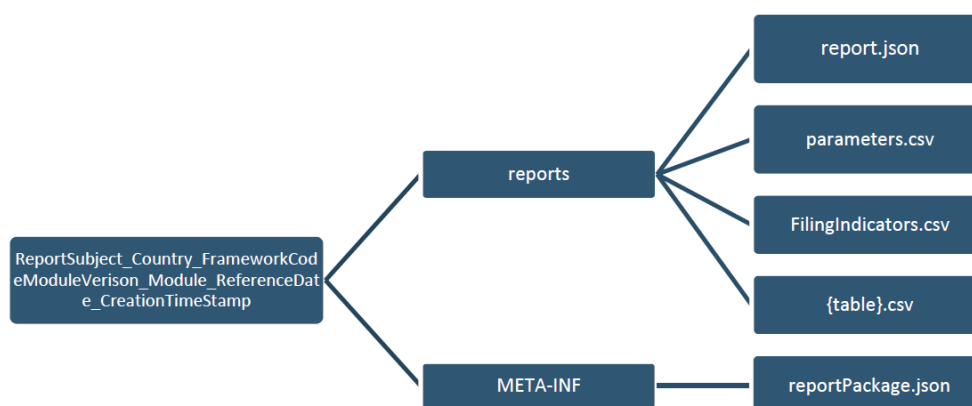 report.json
parameters.csv
reports
FilingIndicators.csv
ReportSubject_Country_FrameworkCod
eModuleVerison_Module_ReferenceDat
e_CreationTimeStamp
{table}.csv
META-INF
reportPackage.json